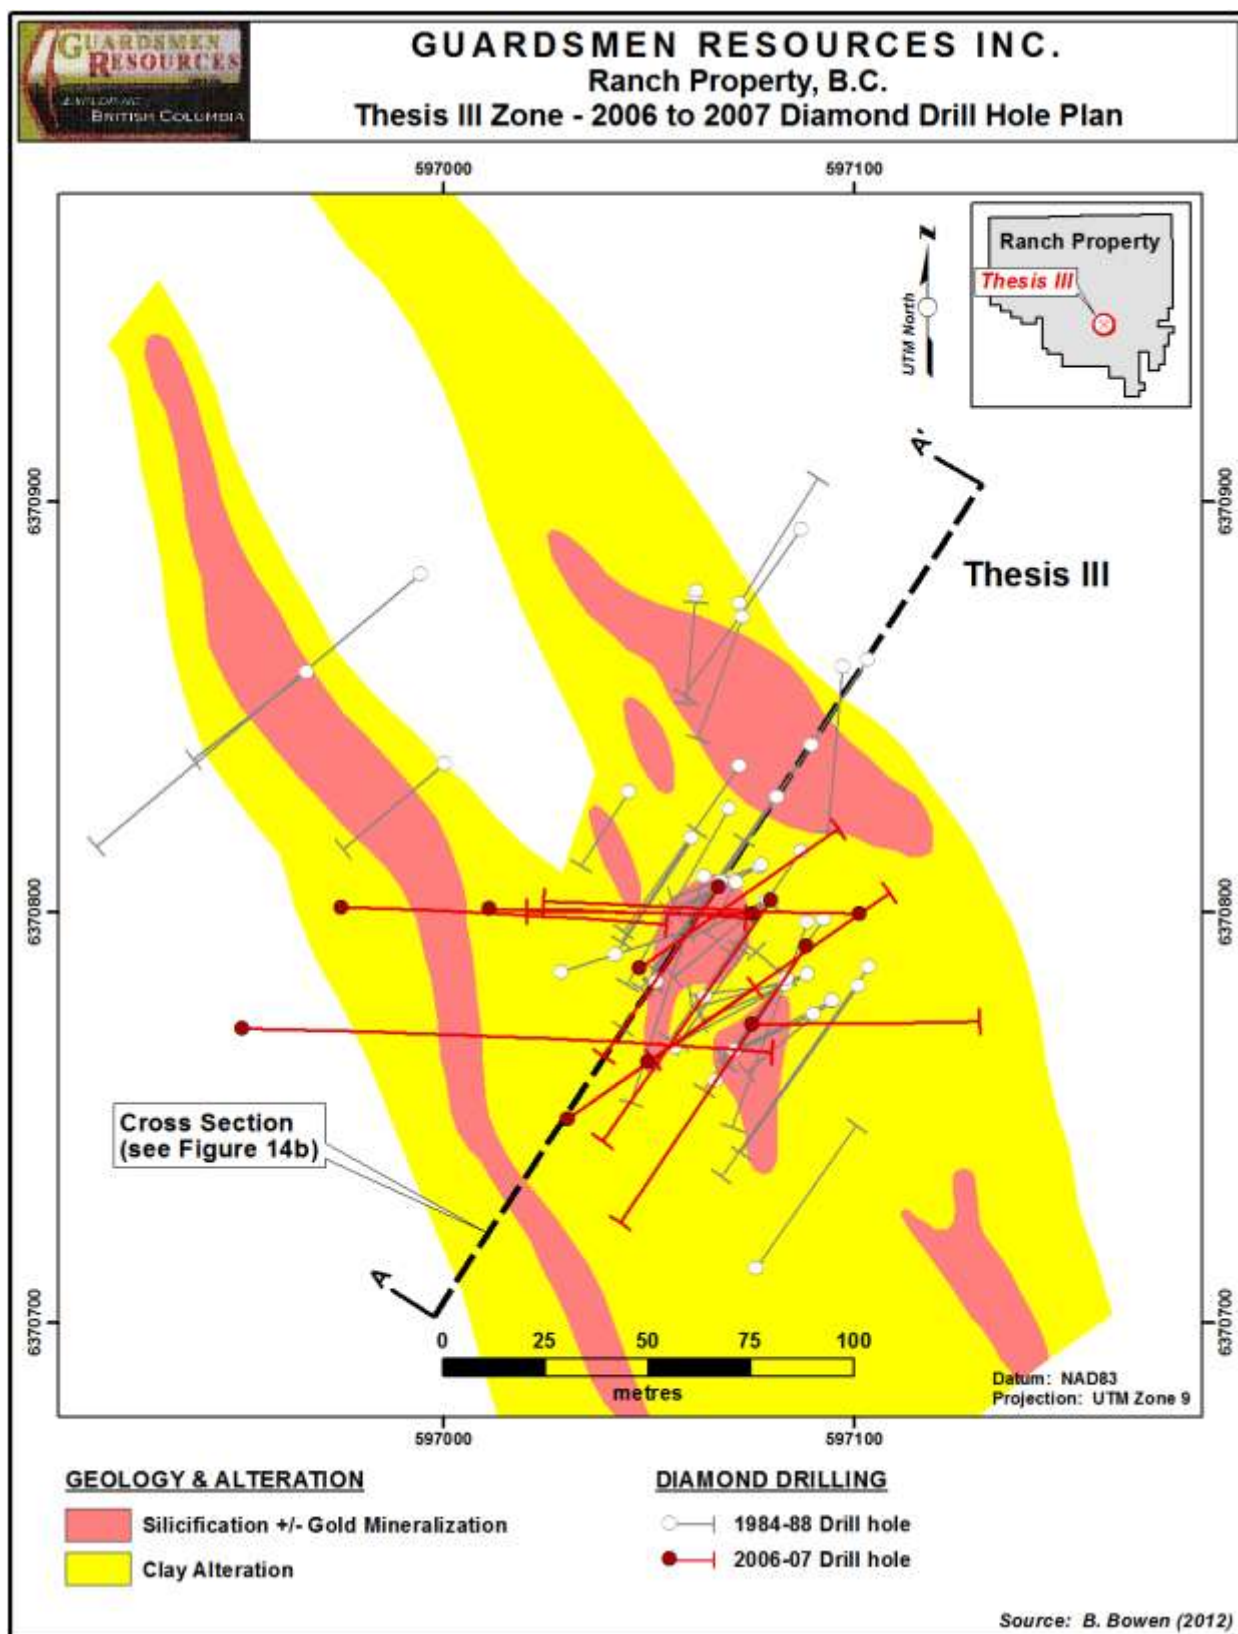 GUARDSMEN
RESOURCES
BRITISH COLUMBIA
GUARDSMEN RESOURCES INC.
Ranch Property, B.C.
Thesis III Zone - 2006 to 2007 Diamond Drill Hole Plan
597000
597100
Ranch Property
Thesis III
N
UTM North
A'
6370900
6370900
Thesis III
6370800
6370800
Cross Section
(see Figure 14b)
A
6370700
6370700
0 25 50 75 100
metres
Datum: NAD83
Projection: UTM Zone 9
597000
597100
GEOLOGY & ALTERATION
Silicification +/- Gold Mineralization
Clay Alteration
DIAMOND DRILLING
1984-88 Drill hole
2006-07 Drill hole
Source: B. Bowen (2012)